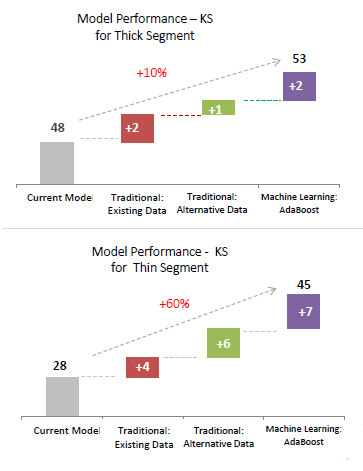 Model Performance – KS
for Thick Segment
53
+10%
+2
+1
48
+2
Current Model
Traditional:
Existing Data
Traditional:
Alternative Data
Machine Learning:
AdaBoost
Model Performance - KS
for Thin Segment
45
+60%
+7
+6
28
+4
Current Model
Traditional:
Existing Data
Traditional:
Alternative Data
Machine Learning:
AdaBoost